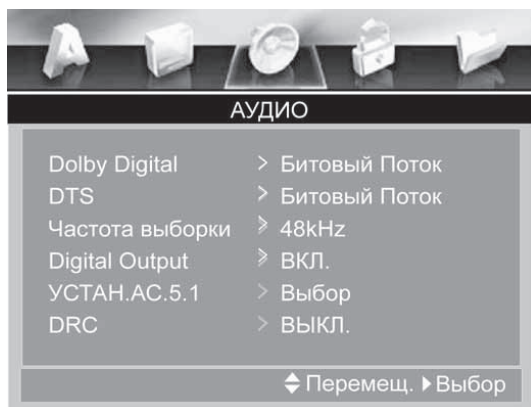 АУДИО
Dolby Digital > Битовый Поток
DTS > Битовый Поток
Частота выборки > 48kHz
Digital Output > ВКЛ.
УСТАН.АС.5.1 > Выбор
DRC > ВЫКЛ.
Перемещ. Выбор